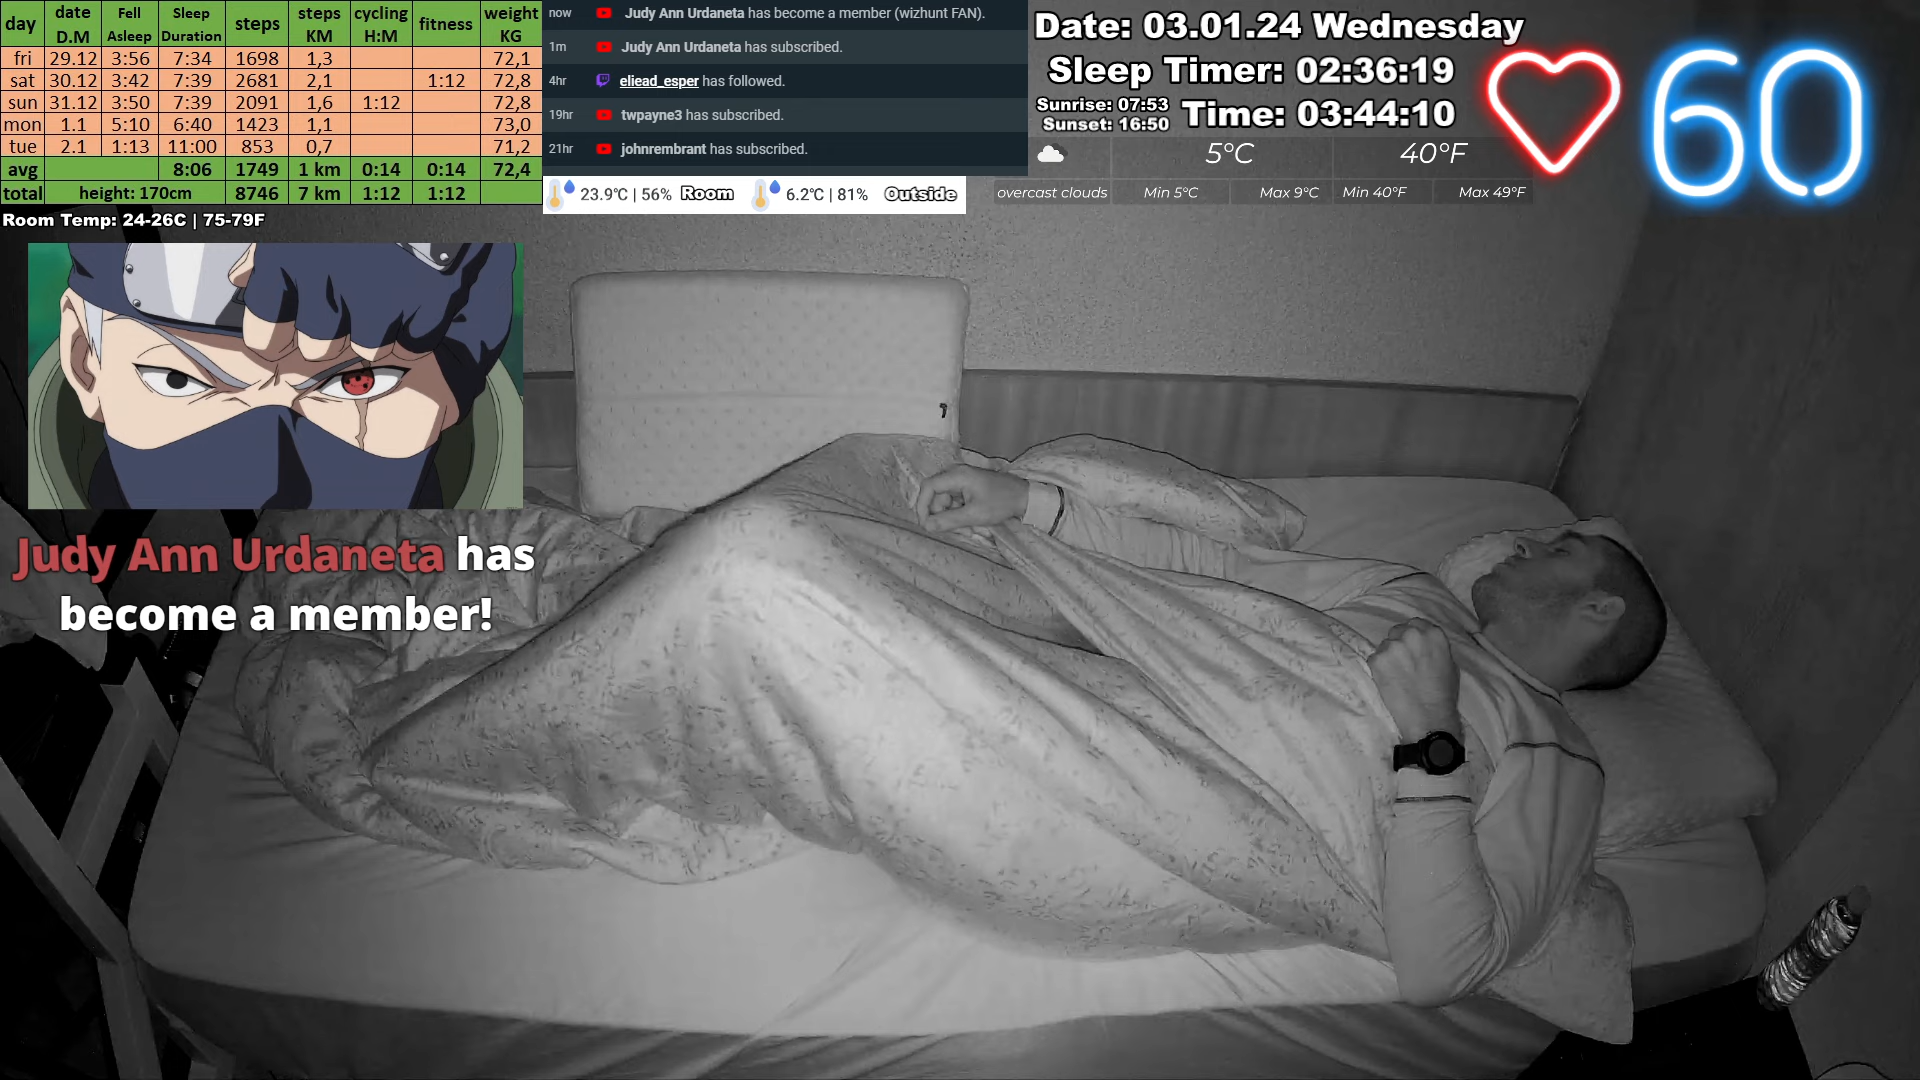 day date D.M Fell Asleep Sleep Duration steps steps KM cycling H:M fitness weight KG
fri 29.12 3:56 7:34 1698 1,3 72,1
sat 30.12 3:42 7:39 2681 2,1 1:12 72,8
sun 31.12 3:50 7:39 2091 1,6 1:12 72,8
mon 1.1 5:10 6:40 1423 1,1 73,0
tue 2.1 1:13 11:00 853 0,7 71,2
avg 8:06 1749 1 km 0:14 0:14 72,4
total height: 170cm 8746 7 km 1:12 1:12
Room Temp: 24-26C | 75-79F
now Judy Ann Urdaneta has become a member (wizhunt FAN).
1m Judy Ann Urdaneta has subscribed.
4hr eliead_esper has followed.
19hr twpayne3 has subscribed.
21hr johnrembrant has subscribed.
23.9°C | 56% Room 6.2°C | 81% Outside
Date: 03.01.24 Wednesday
Sleep Timer: 02:36:19
Sunrise: 07:53
Sunset: 16:50
Time: 03:44:10
60
5°C 40°F
overcast clouds Min 5°C Max 9°C Min 40°F Max 49°F
Judy Ann Urdaneta has
become a member!